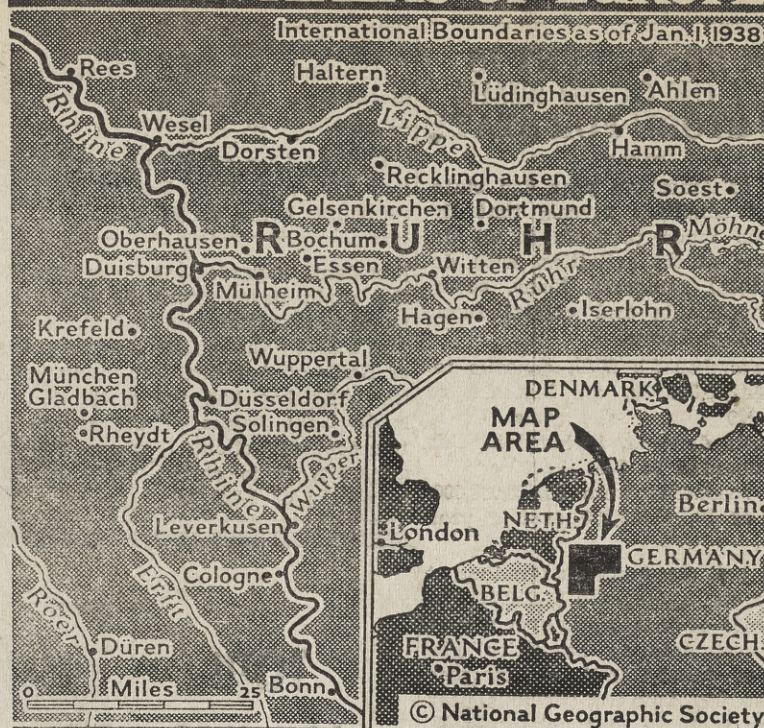 International Boundaries as of Jan. 1, 1938
Rees
Haltern
Lüdinghausen
Ahlen
Rhine
Wesel
Lippe
Dorsten
Hamm
Recklinghausen
Soest
Gelsenkirchen
Dortmund
Oberhausen
RUHR
Bochum
Möhne
Duisburg
Essen
Witten
Mülheim
Ruhr
Hagen
Iserlohn
Krefeld
Wuppertal
München
Gladbach
Düsseldorf
Solingen
Rheydt
Rhine
Wupper
Leverkusen
Cologne
Erft
Roer
Düren
0 Miles 25
Bonn
DENMARK
MAP
AREA
Berlin
NETH.
London
GERMANY
BELG.
FRANCE
Paris
CZECH.
© National Geographic Society